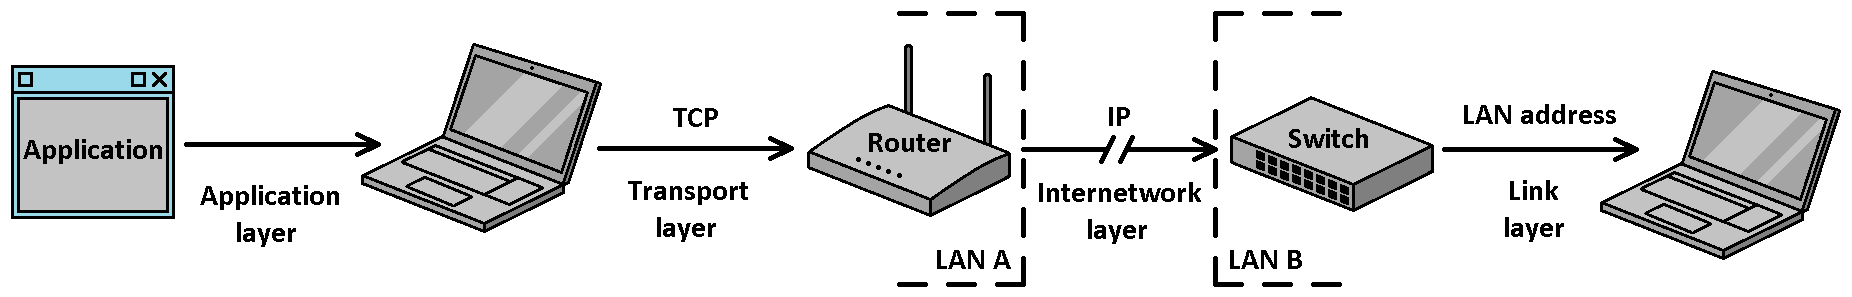 Application
Application
layer
TCP
Transport
layer
Router
LAN A
IP
Internetwork
layer
LAN B
Switch
LAN address
Link
layer